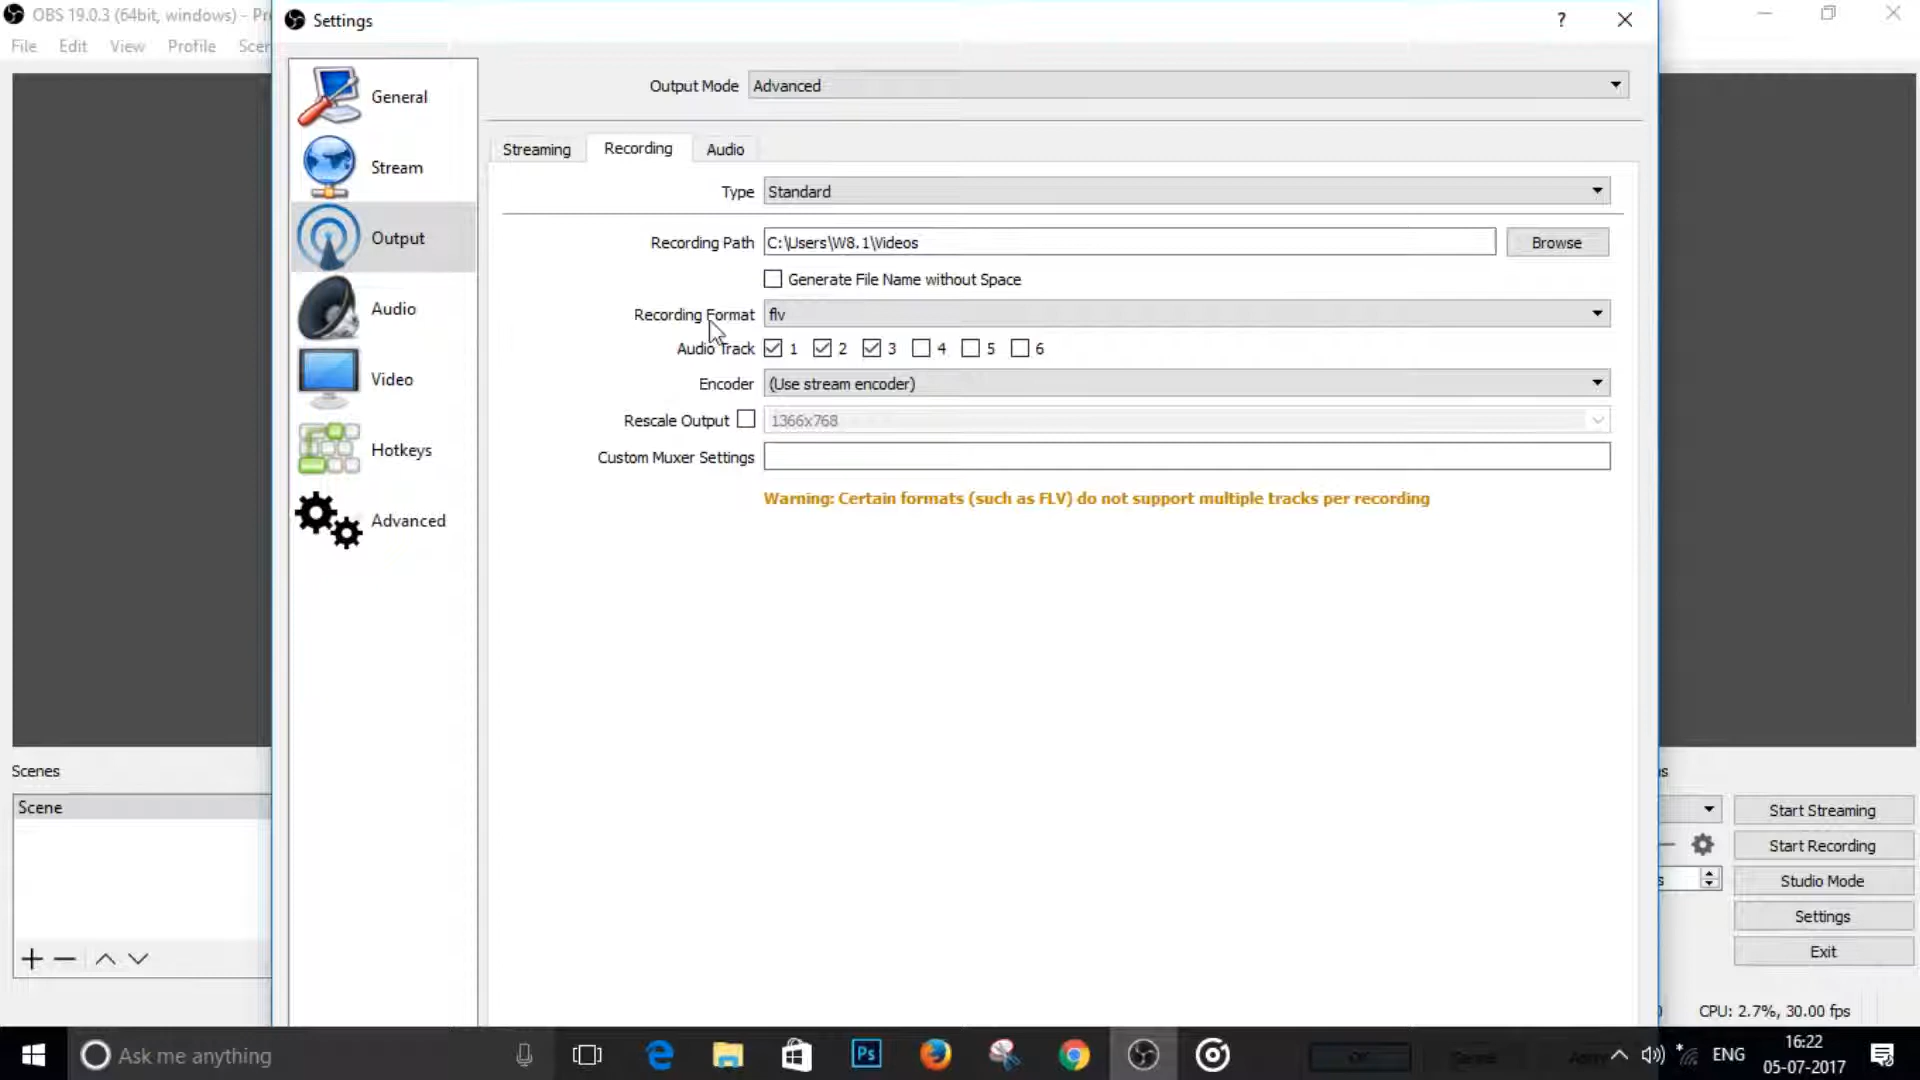 OBS 19.0.3 (64bit, windows) - Pr
File Edit View Profile Scen
Settings
?
General
Stream
Output
Audio
Video
Hotkeys
Advanced
Output Mode Advanced
Streaming Recording Audio
Type Standard
Recording Path C:\Users\W8.1\Videos Browse
Generate File Name without Space
Recording Format flv
Audio Track 1 2 3 4 5 6
Encoder (Use stream encoder)
Rescale Output 1366x768
Custom Muxer Settings
Warning: Certain formats (such as FLV) do not support multiple tracks per recording
Scenes
Scene
Start Streaming
Start Recording
Studio Mode
Settings
Exit
CPU: 2.7%, 30.00 fps
Ask me anything
Ps
OK Cancel
ENG
16:22
05-07-2017